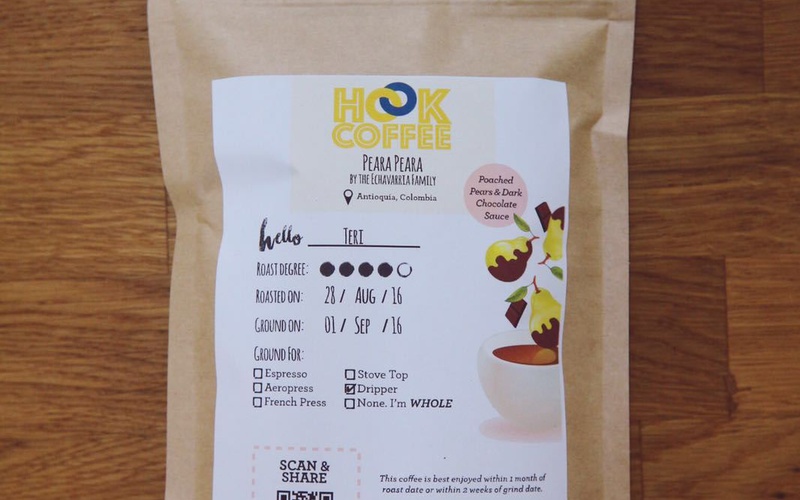 HOOK
COFFEE
PEARA PEARA
BY THE ECHAVARRIA FAMILY
Antioquia, Colombia
Poached
Pears & Dark
Chocolate
Sauce
hello TERI
ROAST DEGREE:
ROASTED ON: 28 / AUG / 16
GROUND ON: 01 / SEP / 16
GROUND FOR:
Espresso Stove Top
Aeropress Dripper
French Press None. I'm WHOLE
SCAN &
SHARE
This coffee is best enjoyed within 1 month of
roast date or within 2 weeks of grind date.